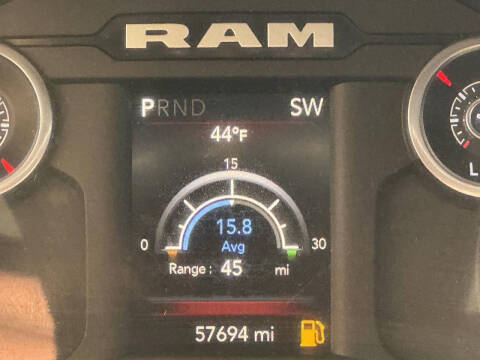 RAM
PRND SW
44°F
15
15.8
Avg
0 30
Range: 45 mi
57694 mi
L